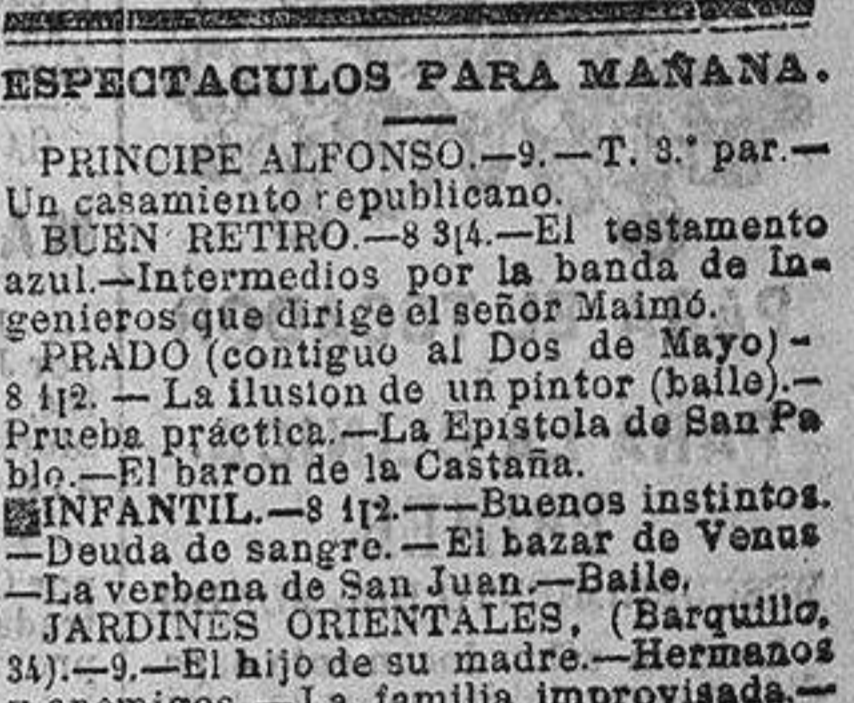 ESPECTACULOS PARA MAÑANA.
PRINCIPE ALFONSO.—9.—T. 3.ª par.—
Un casamiento republicano.
BUEN RETIRO.—8 3[4.—El testamento
azul.—Intermedios por la banda de In-
genieros que dirige el señor Maimó.
PRADO (contiguo al Dos de Mayo)-
8 1[2. — La ilusion de un pintor (baile).—
Prueba práctica.—La Epístola de San Pa
blo.—El baron de la Castaña.
INFANTIL.—8 1[2.——Buenos instintos.
—Deuda de sangre.—El bazar de Venus
—La verbena de San Juan.—Baile.
JARDINES ORIENTALES, (Barquillo,
34).—9.—El hijo de su madre.—Hermanos
y enemigos.—La familia improvisada.—